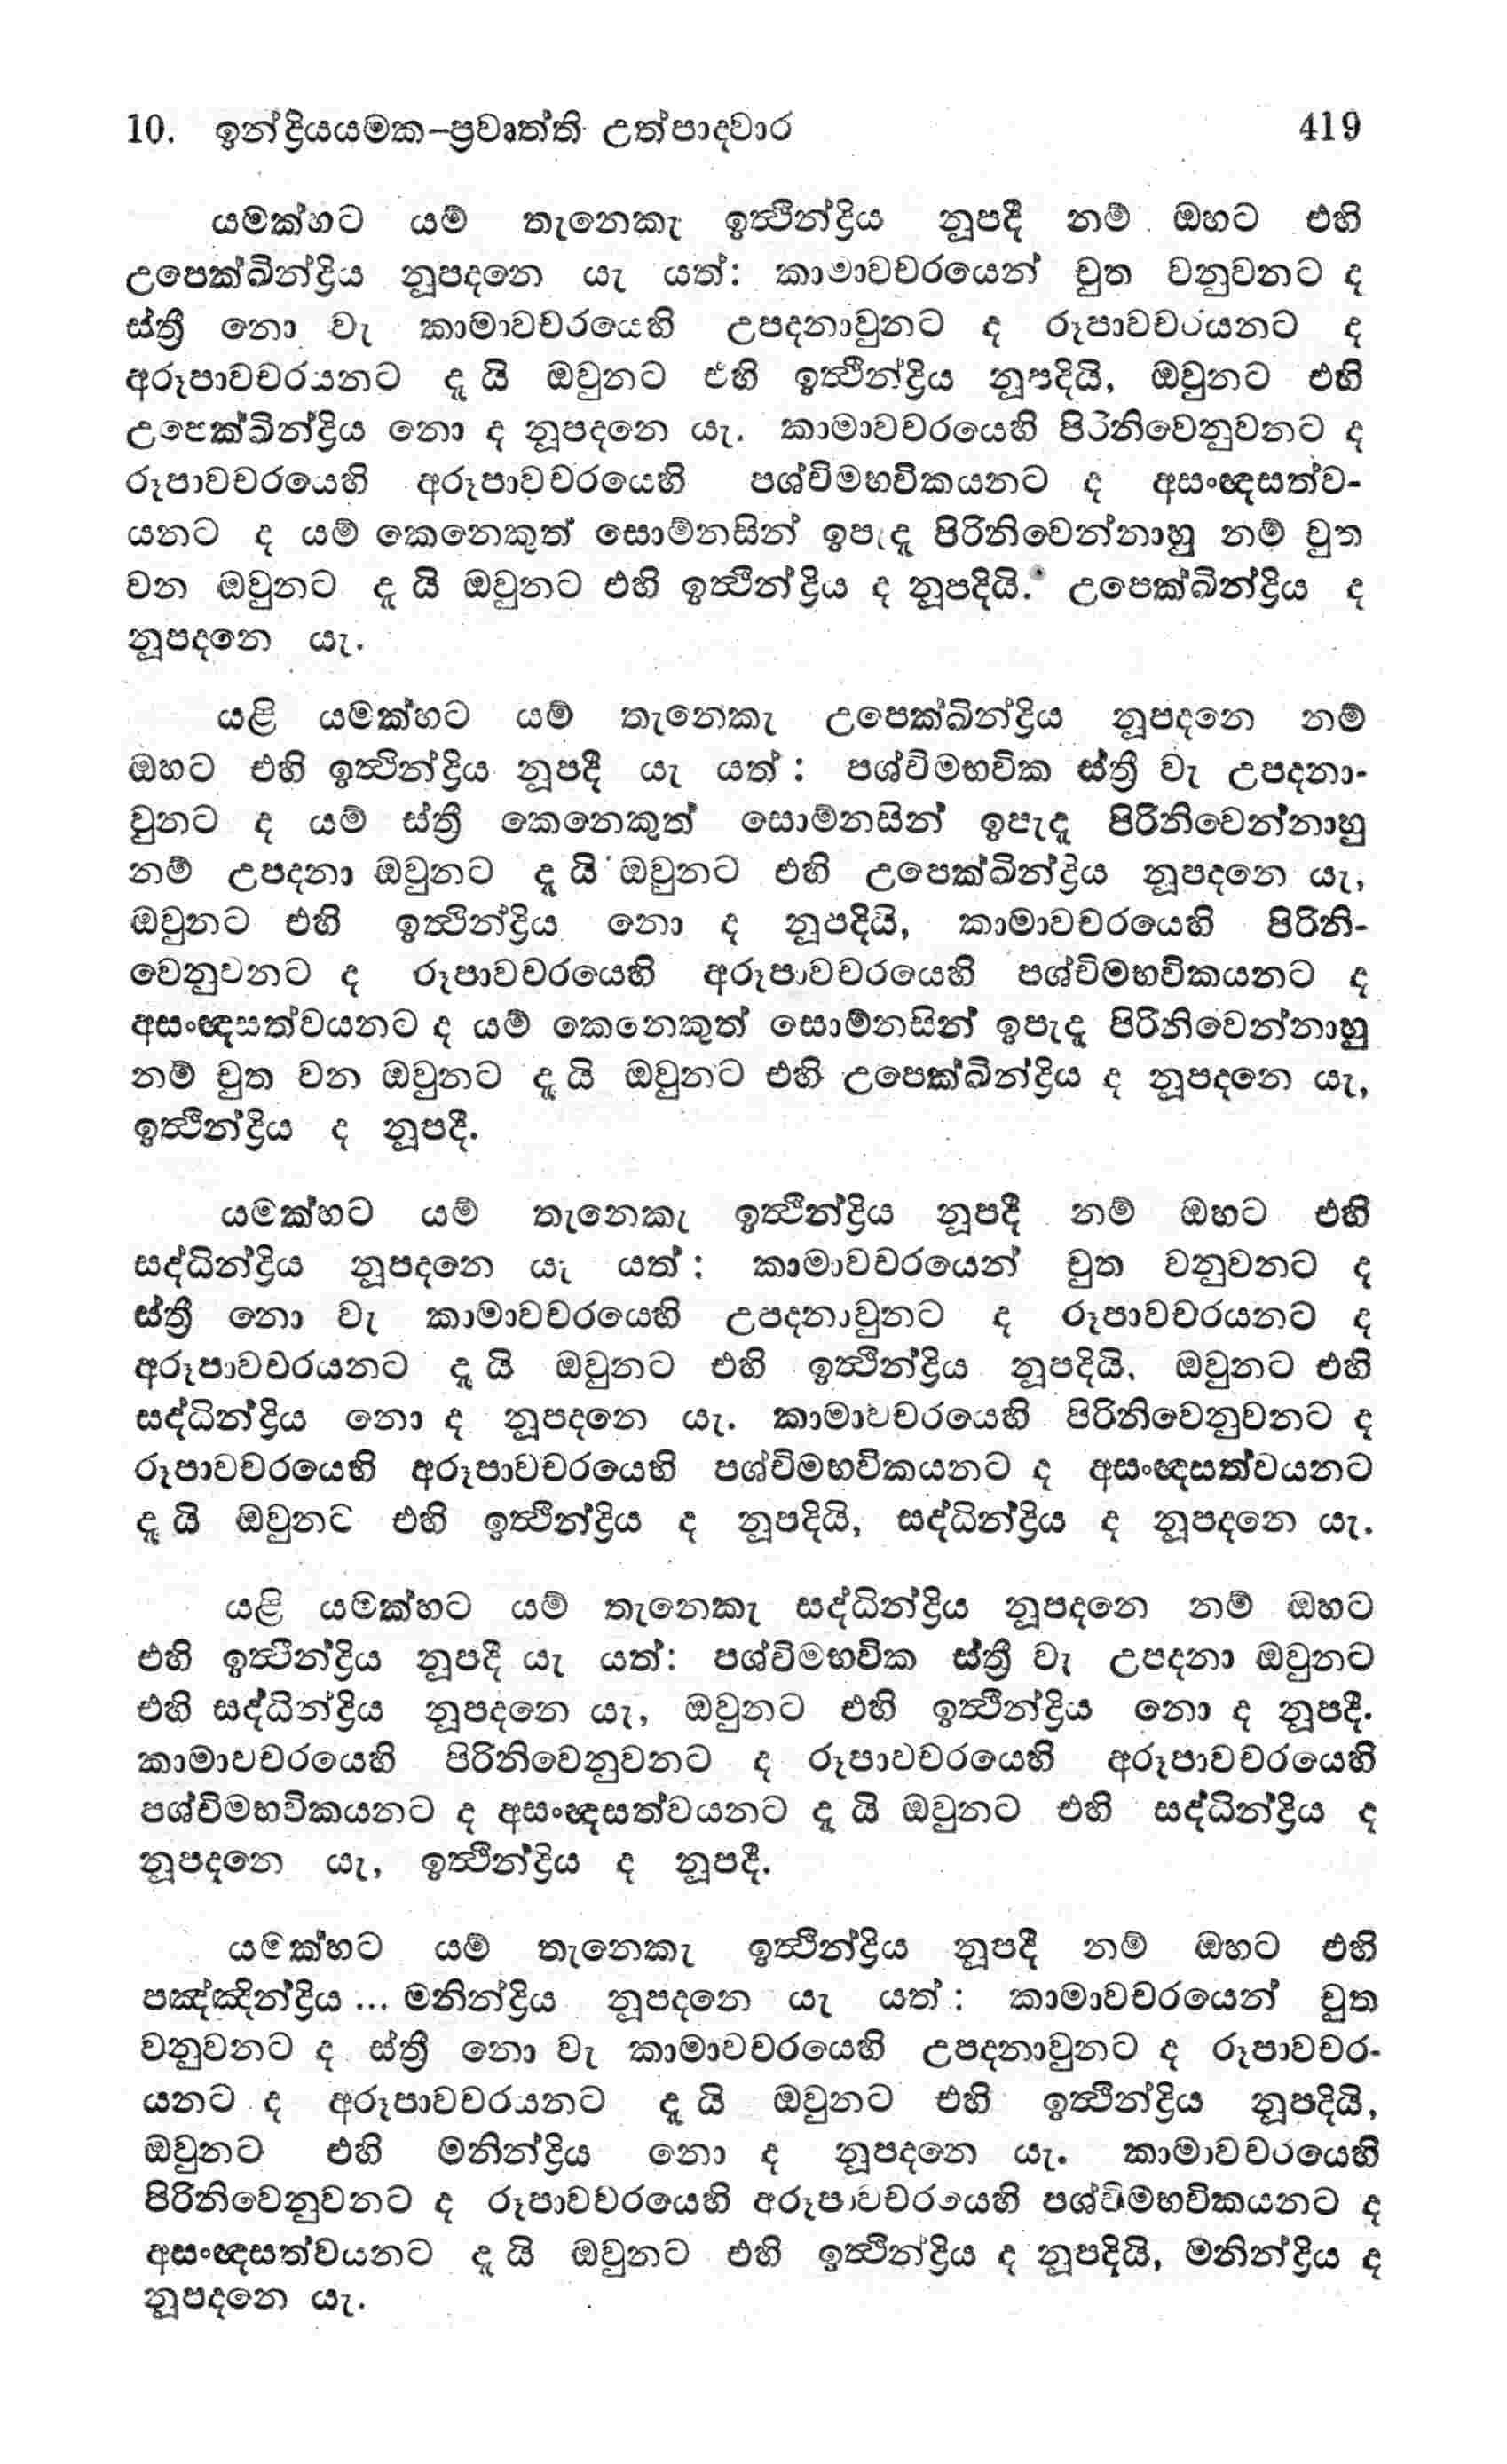 10. ඉන්ද්‍රියයමක-ප්‍රවෘත්ති උත්පාදවාර 419
යමක්හට යම් තැනෙකැ ඉත්‍ථින්ද්‍රිය නූපදී නම් ඔහට එහි
උපෙක්ඛින්ද්‍රිය නූපදනෙ යැ යත්: කාමාවචරයෙන් චුත වනුවනට ද
ස්ත්‍රී නො වැ කාමාවචරයෙහි උපදනාවුනට ද රූපාවචරයනට ද
අරූපාවචරයනට දැ යි ඔවුනට එහි ඉත්‍ථින්ද්‍රිය නූපදියි, ඔවුනට එහි
උපෙක්ඛින්ද්‍රිය නො ද නූපදනෙ යැ. කාමාවචරයෙහි පිරිනිවෙනුවනට ද
රූපාවචරයෙහි අරූපාවචරයෙහි පශ්චිමභවිකයනට ද අසංඥසත්ව-
යනට ද යම් කෙනෙකුත් සොම්නසින් ඉපැදැ පිරිනිවෙන්නාහු නම් චුත
වන ඔවුනට දැ යි ඔවුනට එහි ඉත්‍ථින්ද්‍රිය ද නූපදියි. උපෙක්ඛින්ද්‍රිය ද
නූපදනෙ යැ.
යළි යමක්හට යම් තැනෙකැ උපෙක්ඛින්ද්‍රිය නූපදනෙ නම්
ඔහට එහි ඉත්‍ථින්ද්‍රිය නූපදී යැ යත් : පශ්චිමභවික ස්ත්‍රී වැ උපදනා-
වුනට ද යම් ස්ත්‍රී කෙනෙකුත් සොම්නසින් ඉපැදැ පිරිනිවෙන්නාහු
නම් උපදනා ඔවුනට දැ යි ඔවුනට එහි උපෙක්ඛින්ද්‍රිය නූපදනෙ යැ,
ඔවුනට එහි ඉත්‍ථින්ද්‍රිය නො ද නූපදියි, කාමාවචරයෙහි පිරිනි-
වෙනුවනට ද රූපාවචරයෙහි අරූපාවචරයෙහි පශ්චිමභවිකයනට ද
අසංඥසත්වයනට ද යම් කෙනෙකුත් සොම්නසින් ඉපැදැ පිරිනිවෙන්නාහු
නම් චුත වන ඔවුනට දැ යි ඔවුනට එහි උපෙක්ඛින්ද්‍රිය ද නූපදනෙ යැ,
ඉත්‍ථින්ද්‍රිය ද නූපදී.
යමක්හට යම් තැනෙකැ ඉත්‍ථින්ද්‍රිය නූපදී නම් ඔහට එහි
සද්ධින්ද්‍රිය නූපදනෙ යැ යත් : කාමාවචරයෙන් චුත වනුවනට ද
ස්ත්‍රී නො වැ කාමාවචරයෙහි උපදනාවුනට ද රූපාවචරයනට ද
අරූපාවචරයනට දැ යි ඔවුනට එහි ඉත්‍ථින්ද්‍රිය නූපදියි, ඔවුනට එහි
සද්ධින්ද්‍රිය නො ද නූපදනෙ යැ. කාමාවචරයෙහි පිරිනිවෙනුවනට ද
රූපාවචරයෙහි අරූපාවචරයෙහි පශ්චිමභවිකයනට ද අසංඥසත්වයනට
දැ යි ඔවුනට එහි ඉත්‍ථින්ද්‍රිය ද නූපදියි, සද්ධින්ද්‍රිය ද නූපදනෙ යැ.
යළි යමක්හට යම් තැනෙකැ සද්ධින්ද්‍රිය නූපදනෙ නම් ඔහට
එහි ඉත්‍ථින්ද්‍රිය නූපදී යැ යත්: පශ්චිමභවික ස්ත්‍රී වැ උපදනා ඔවුනට
එහි සද්ධින්ද්‍රිය නූපදනෙ යැ, ඔවුනට එහි ඉත්‍ථින්ද්‍රිය නො ද නූපදී.
කාමාවචරයෙහි පිරිනිවෙනුවනට ද රූපාවචරයෙහි අරූපාවචරයෙහි
පශ්චිමභවිකයනට ද අසංඥසත්වයනට දැ යි ඔවුනට එහි සද්ධින්ද්‍රිය ද
නූපදනෙ යැ, ඉත්‍ථින්ද්‍රිය ද නූපදී.
යමක්හට යම් තැනෙකැ ඉත්‍ථින්ද්‍රිය නූපදී නම් ඔහට එහි
පඤ්ඤින්ද්‍රිය ... මනින්ද්‍රිය නූපදනෙ යැ යත් : කාමාවචරයෙන් චුත
වනුවනට ද ස්ත්‍රී නො වැ කාමාවචරයෙහි උපදනාවුනට ද රූපාවචර-
යනට ද අරූපාවචරයනට දැ යි ඔවුනට එහි ඉත්‍ථින්ද්‍රිය නූපදියි,
ඔවුනට එහි මනින්ද්‍රිය නො ද නූපදනෙ යැ. කාමාවචරයෙහි
පිරිනිවෙනුවනට ද රූපාවචරයෙහි අරූපාවචරයෙහි පශ්චිමභවිකයනට ද
අසංඥසත්වයනට දැ යි ඔවුනට එහි ඉත්‍ථින්ද්‍රිය ද නූපදියි, මනින්ද්‍රිය ද
නූපදනෙ යැ.